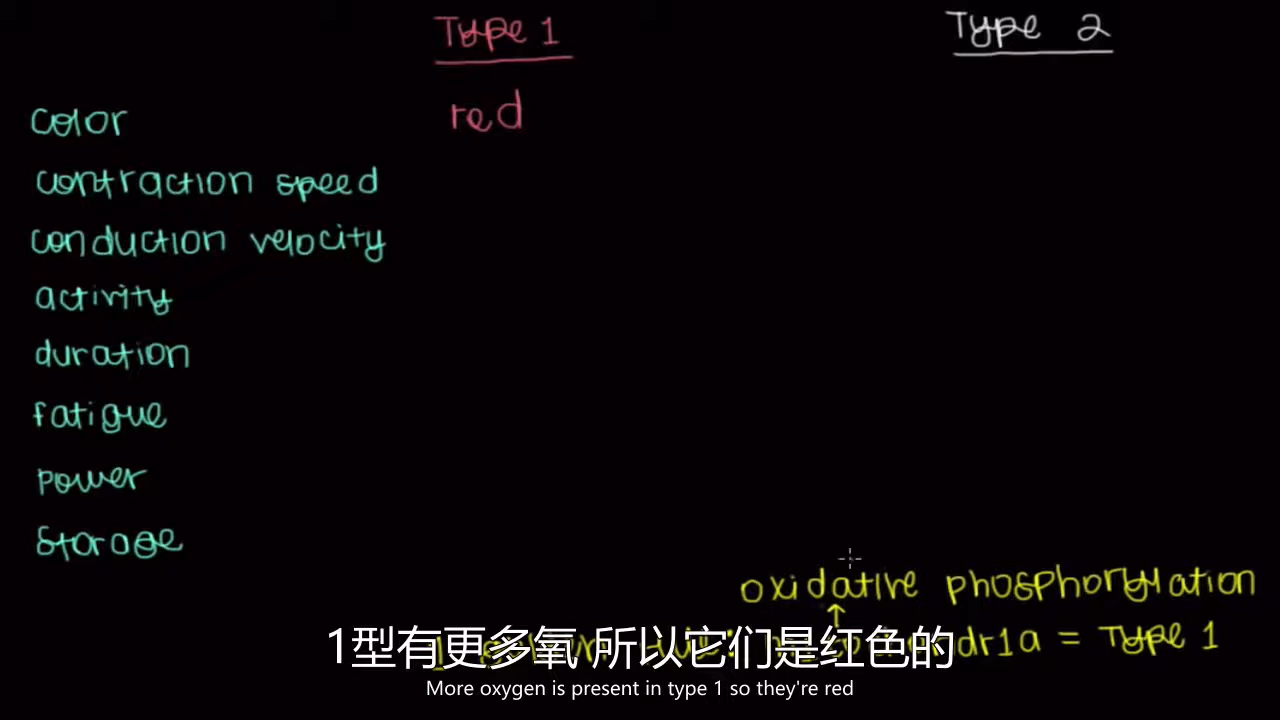 Type 1
Type 2
color
red
contraction speed
conduction velocity
activity
duration
fatigue
power
storage
oxidative phosphorylation
↑
= Type 1
1型有更多氧 所以它们是红色的
More oxygen is present in type 1 so they're red